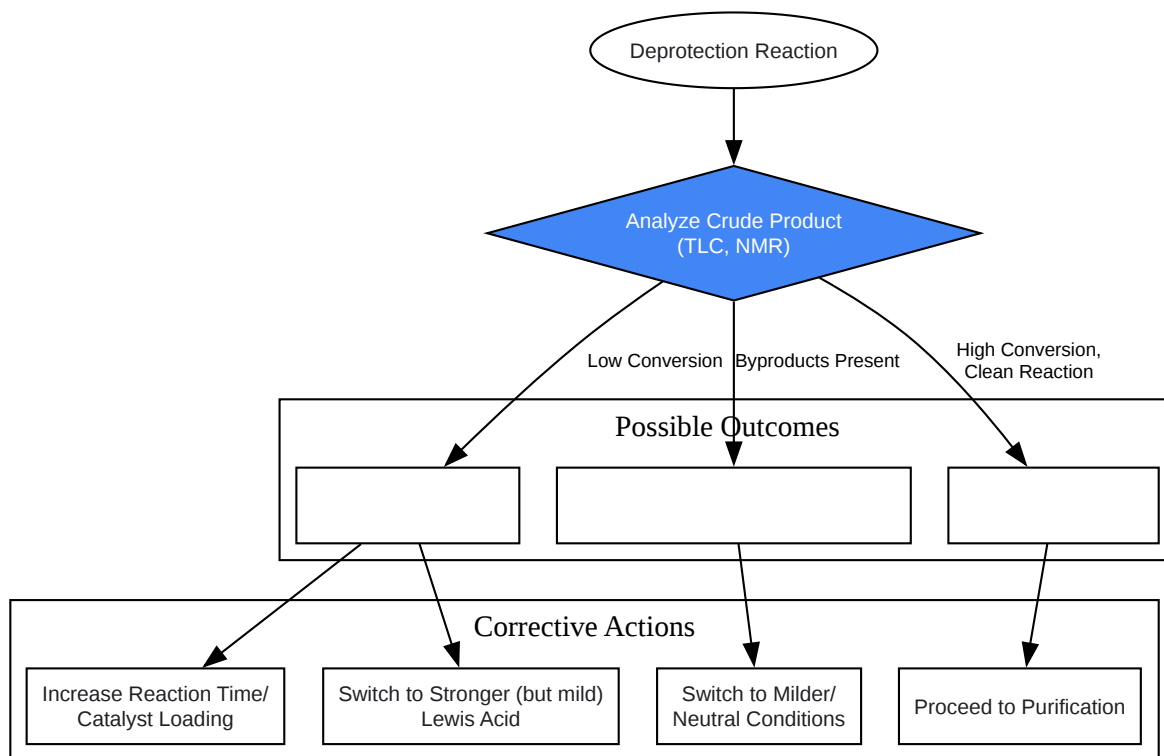 Deprotection Reaction
Analyze Crude Product
(TLC, NMR)
Low Conversion
Byproducts Present
High Conversion,
Clean Reaction
Possible Outcomes
Corrective Actions
Increase Reaction Time/
Catalyst Loading
Switch to Stronger (but mild)
Lewis Acid
Switch to Milder/
Neutral Conditions
Proceed to Purification